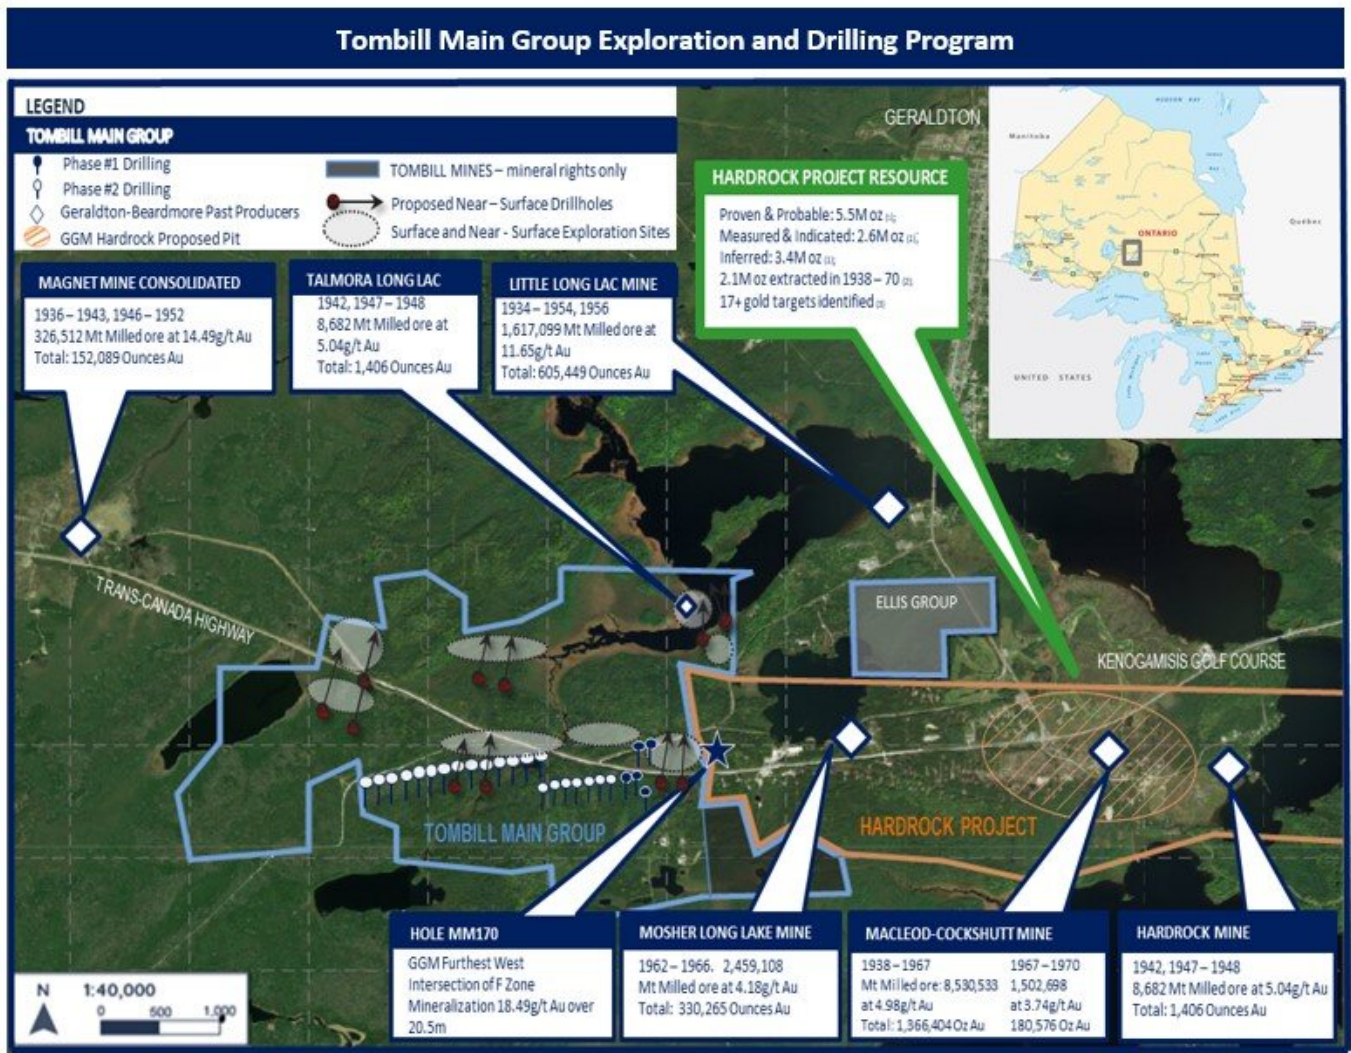 Tombill Main Group Exploration and Drilling Program
LEGEND
TOMBILL MAIN GROUP
Phase #1 Drilling
Phase #2 Drilling
Geraldton-Beardmore Past Producers
GGM Hardrock Proposed Pit
TOMBILL MINES – mineral rights only
Proposed Near – Surface Drillholes
Surface and Near - Surface Exploration Sites
GERALDTON
HARDROCK PROJECT RESOURCE
Proven & Probable: 5.5M oz
Measured & Indicated: 2.6M oz
Inferred: 3.4M oz
2.1M oz extracted in 1938 – 70
17+ gold targets identified
Manitoba
HUDSON BAY
ONTARIO
Québec
UNITED STATES
MAGNET MINE CONSOLIDATED
1936 – 1943, 1946 – 1952
326,512 Mt Milled ore at 14.49g/t Au
Total: 152,089 Ounces Au
TALMORA LONG LAC
1942, 1947 – 1948
8,682 Mt Milled ore at
5.04g/t Au
Total: 1,406 Ounces Au
LITTLE LONG LAC MINE
1934 – 1954, 1956
1,617,099 Mt Milled ore at
11.65g/t Au
Total: 605,449 Ounces Au
TRANS-CANADA HIGHWAY
ELLIS GROUP
KENOGAMISIS GOLF COURSE
TOMBILL MAIN GROUP
HARDROCK PROJECT
HOLE MM170
GGM Furthest West
Intersection of F Zone
Mineralization 18.49g/t Au over
20.5m
MOSHER LONG LAKE MINE
1962 – 1966. 2,459,108
Mt Milled ore at 4.18g/t Au
Total: 330,265 Ounces Au
MACLEOD-COCKSHUTT MINE
1938 – 1967
Mt Milled ore: 8,530,533
at 4.98g/t Au
Total: 1,366,404 Oz Au
1967 – 1970
1,502,698
at 3.74g/t Au
180,576 Oz Au
HARDROCK MINE
1942, 1947 – 1948
8,682 Mt Milled ore at 5.04g/t Au
Total: 1,406 Ounces Au
N
1:40,000
0 500 1,000